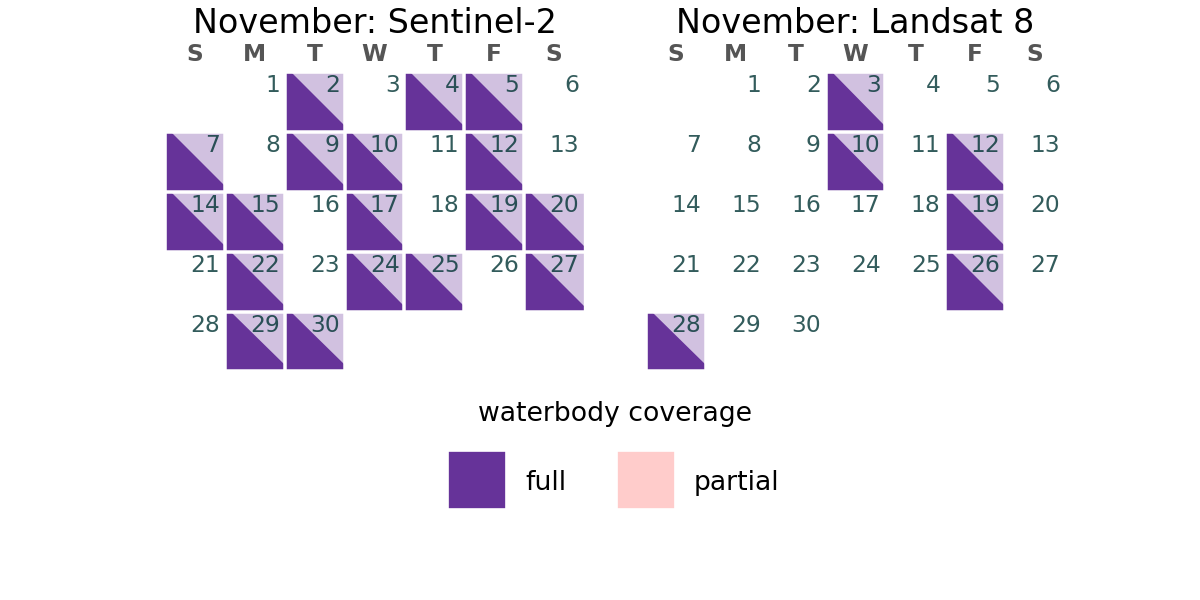 November: Sentinel-2
S M T W T F S
1 2 3 4 5 6
7 8 9 10 11 12 13
14 15 16 17 18 19 20
21 22 23 24 25 26 27
28 29 30
November: Landsat 8
S M T W T F S
1 2 3 4 5 6
7 8 9 10 11 12 13
14 15 16 17 18 19 20
21 22 23 24 25 26 27
28 29 30
waterbody coverage
full partial